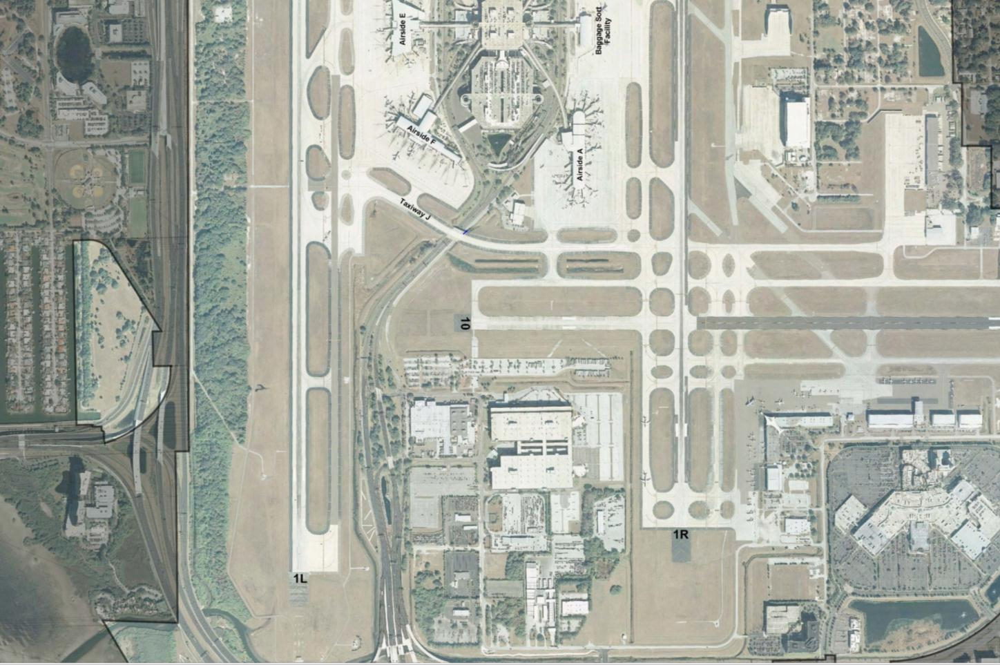 Airside E
Baggage Sort
Facility
Airside F
Airside A
Taxiway J
10
1R
1L